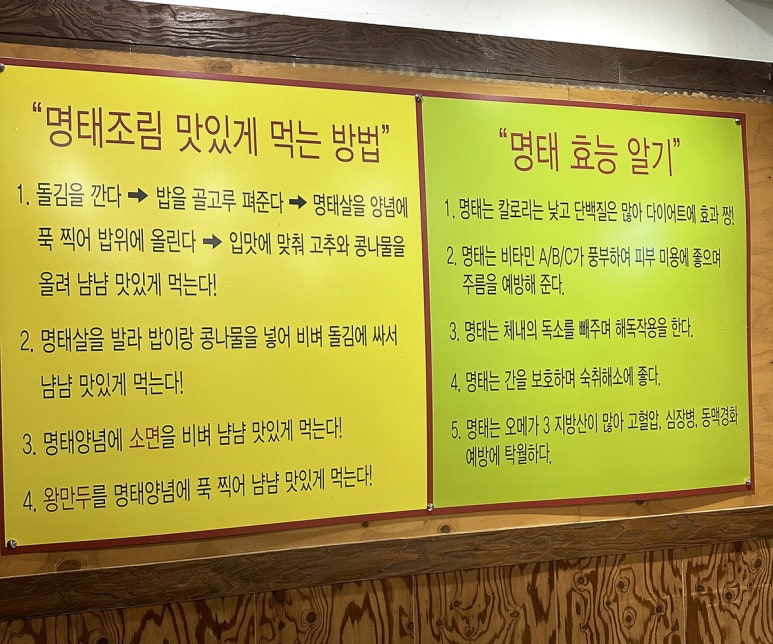 “명태조림 맛있게 먹는 방법”
1. 돌김을 깐다 ➡ 밥을 골고루 펴준다 ➡ 명태살을 양념에
푹 찍어 밥위에 올린다 ➡ 입맛에 맞춰 고추와 콩나물을
올려 냠냠 맛있게 먹는다!
2. 명태살을 발라 밥이랑 콩나물을 넣어 비벼 돌김에 싸서
냠냠 맛있게 먹는다!
3. 명태양념에 소면을 비벼 냠냠 맛있게 먹는다!
4. 왕만두를 명태양념에 푹 찍어 냠냠 맛있게 먹는다!
“명태 효능 알기”
1. 명태는 칼로리는 낮고 단백질은 많아 다이어트에 효과 짱!
2. 명태는 비타민 A/B/C가 풍부하여 피부 미용에 좋으며
주름을 예방해 준다.
3. 명태는 체내의 독소를 빼주며 해독작용을 한다.
4. 명태는 간을 보호하며 숙취해소에 좋다.
5. 명태는 오메가 3 지방산이 많아 고혈압, 심장병, 동맥경화
예방에 탁월하다.